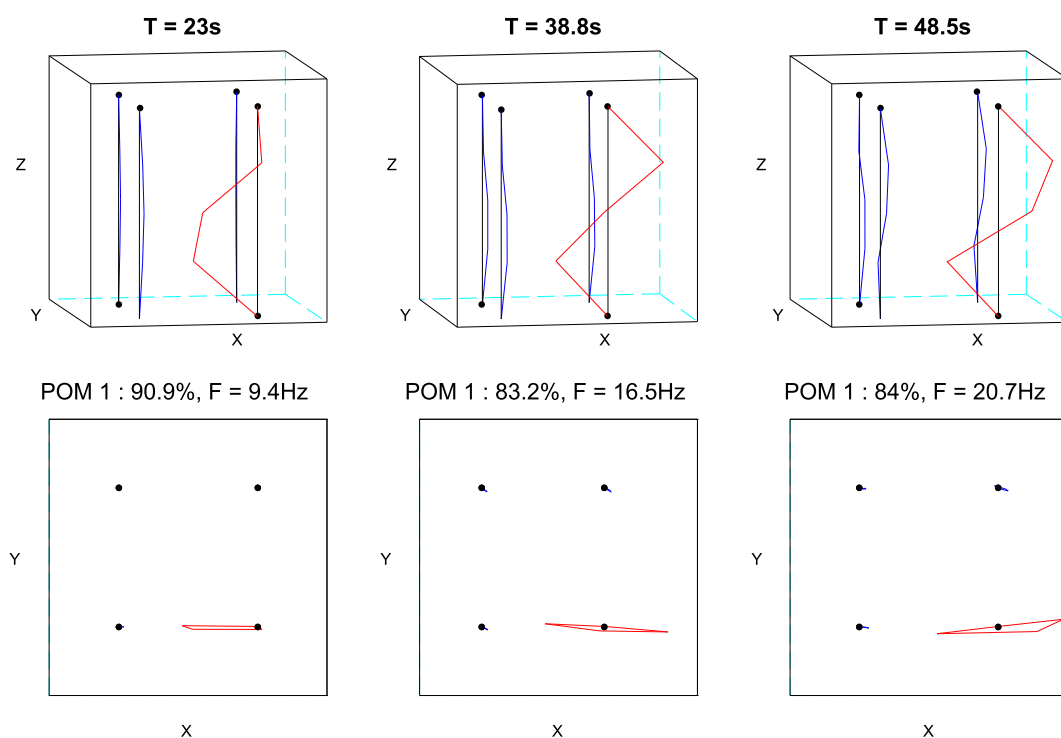 T = 23s
T = 38.8s
T = 48.5s
Z
Z
Z
Y
Y
Y
X
X
X
POM 1 : 90.9%, F = 9.4Hz
POM 1 : 83.2%, F = 16.5Hz
POM 1 : 84%, F = 20.7Hz
Y
Y
Y
X
X
X